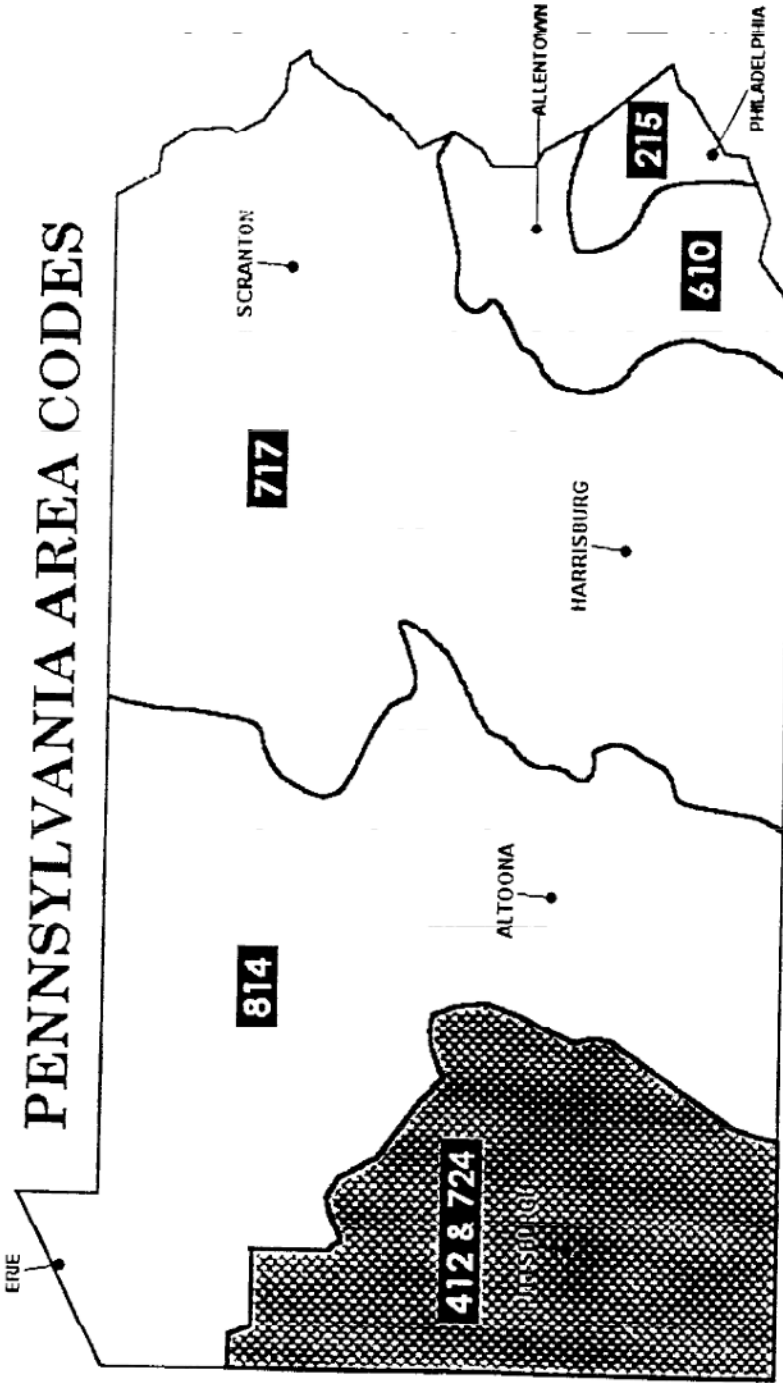 PENNSYLVANIA AREA CODES
ERIE
814
717
SCRANTON
412 & 724
ALTOONA
HARRISBURG
ALLENTOWN
610
215
PHILADELPHIA